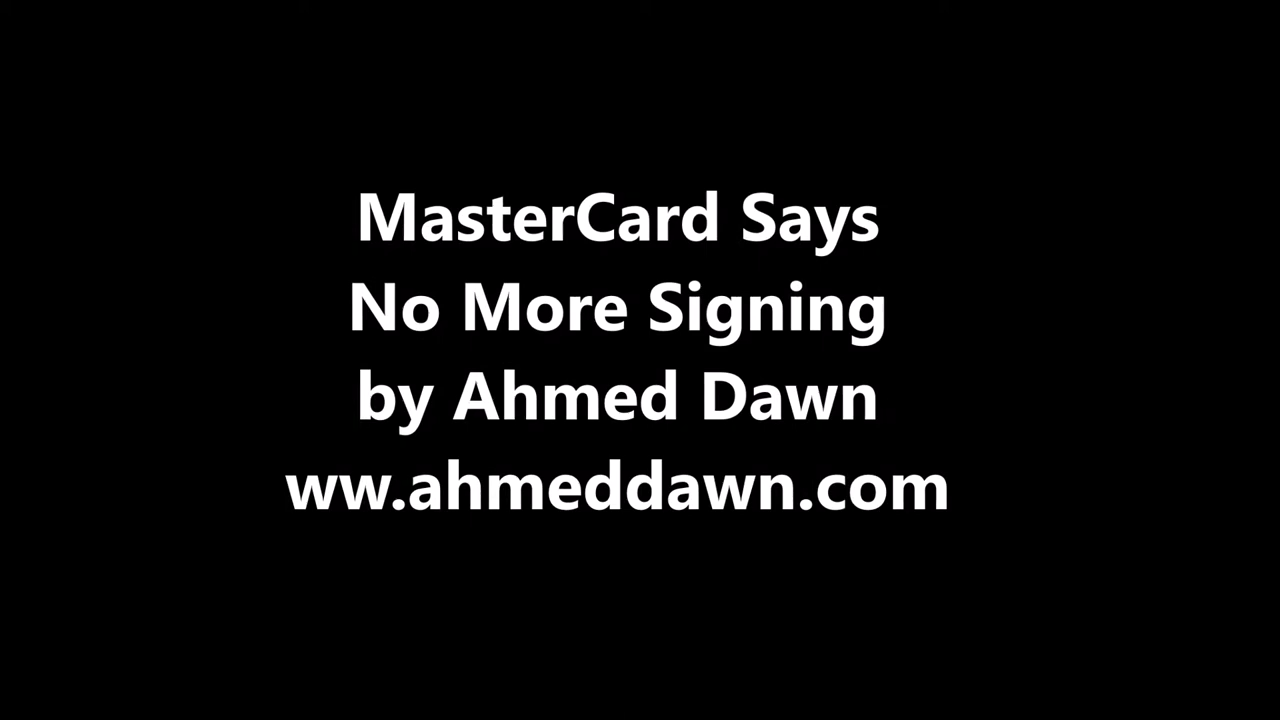 MasterCard Says
No More Signing
by Ahmed Dawn
ww.ahmeddawn.com